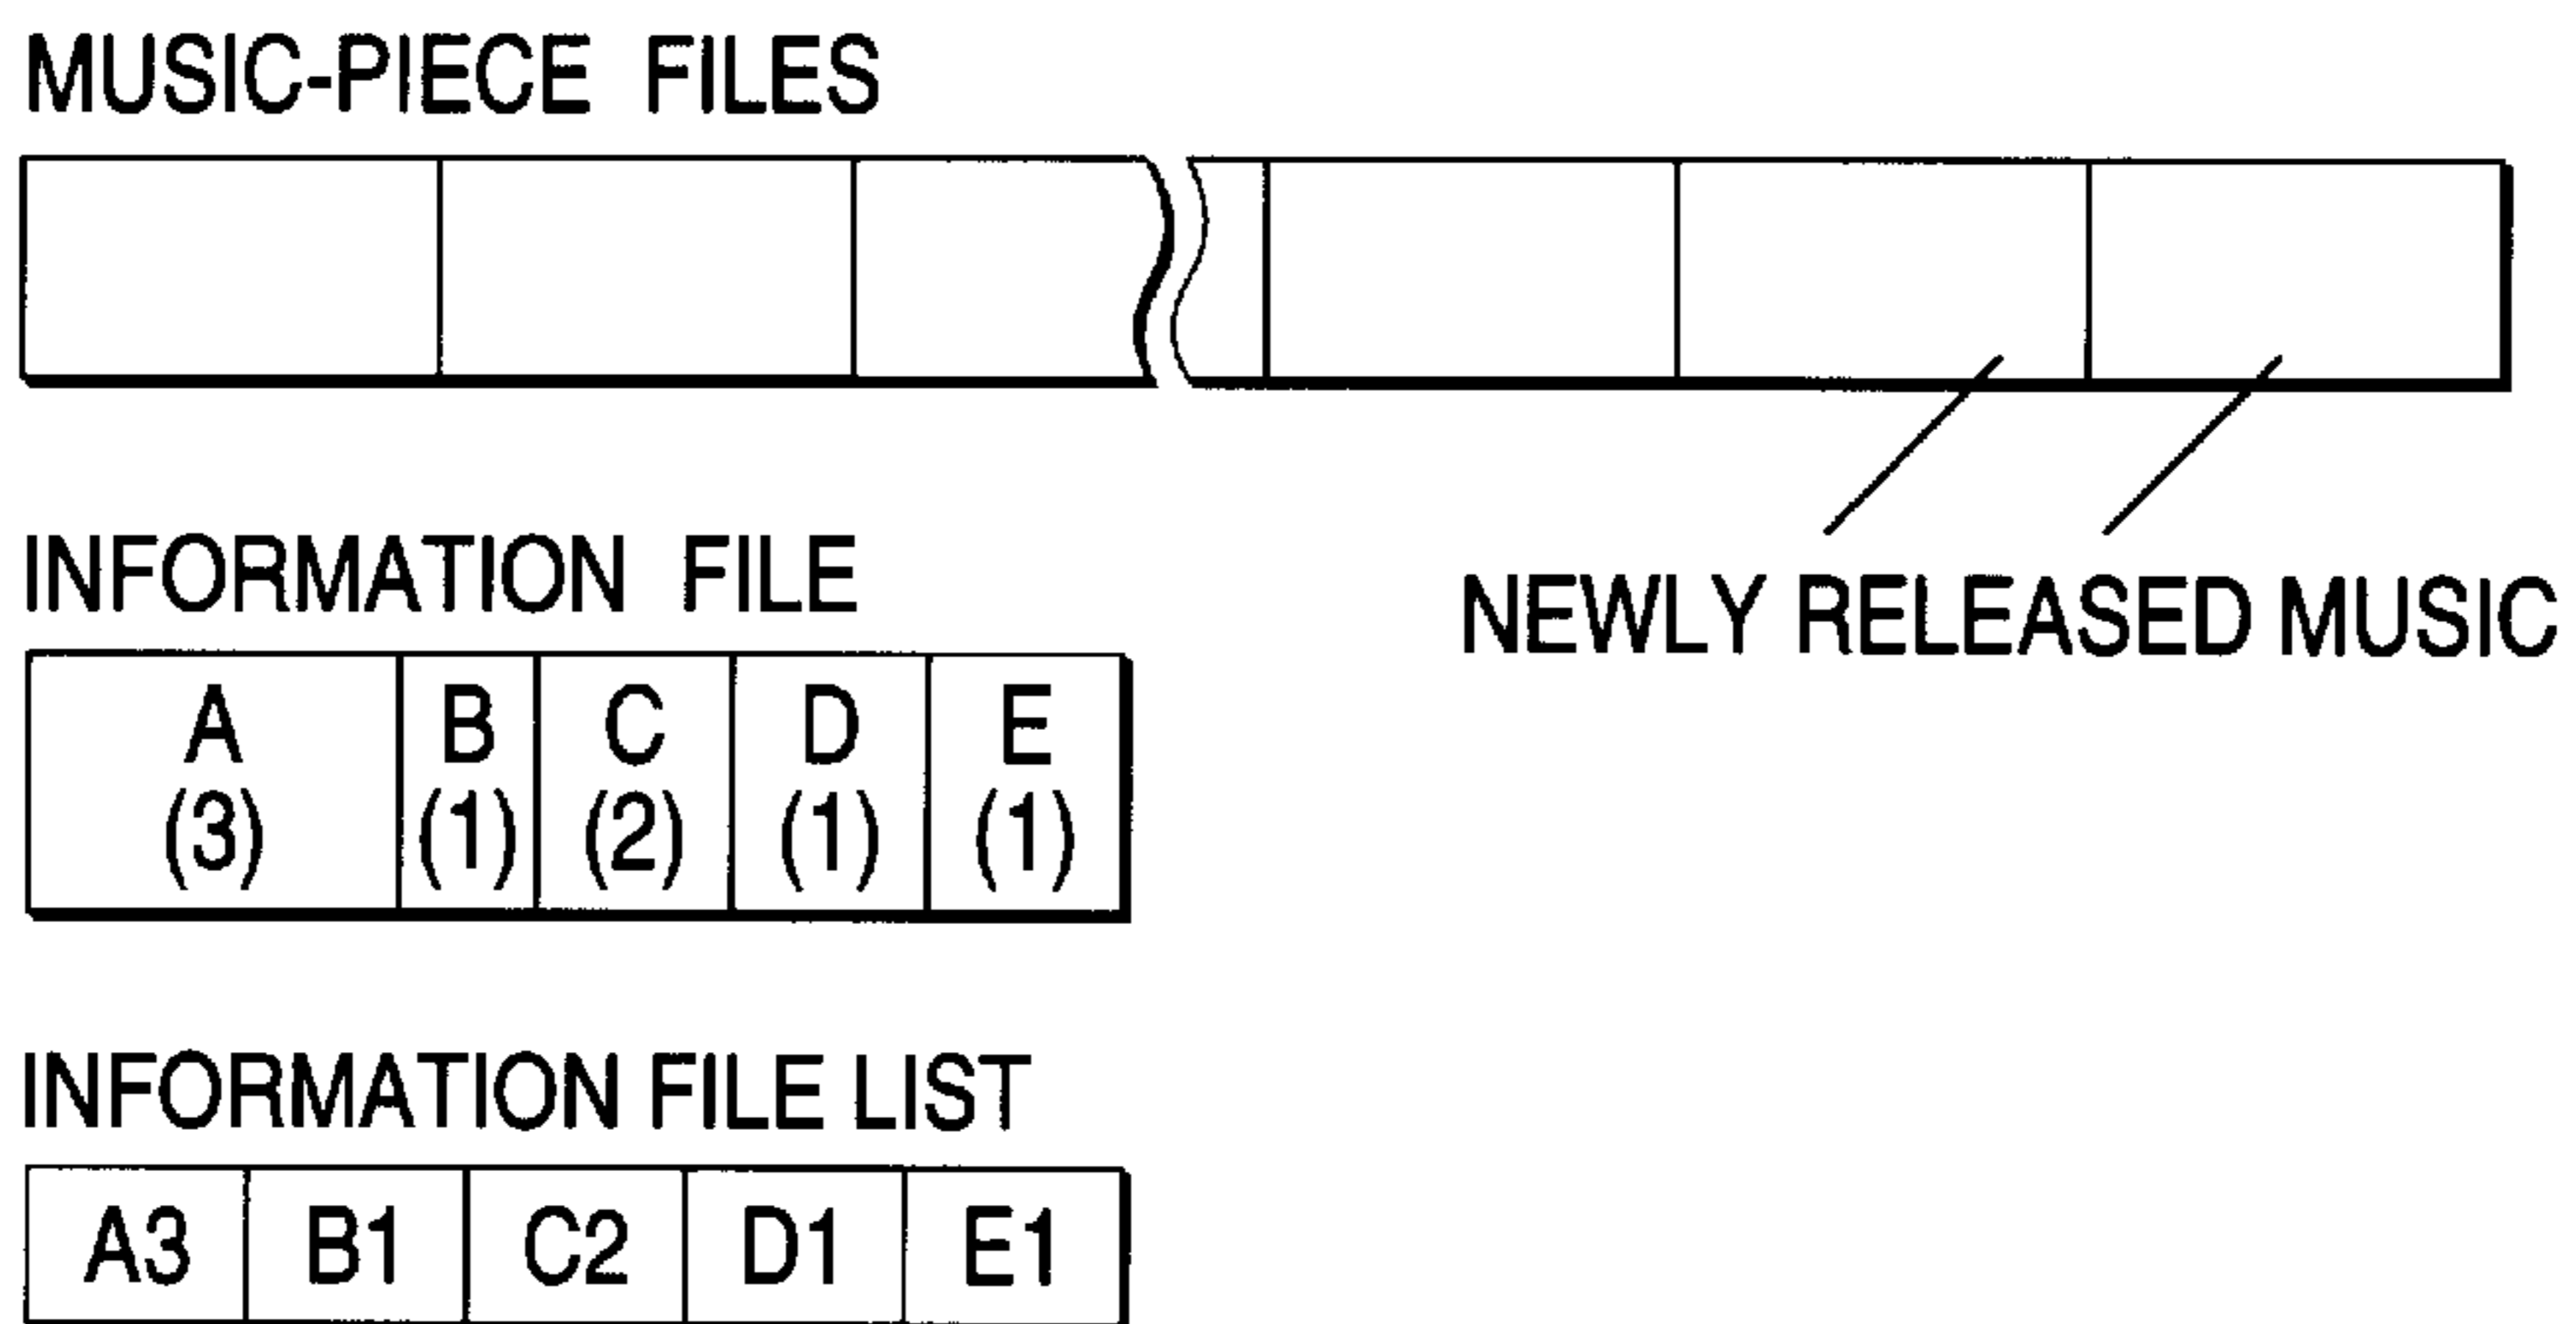 MUSIC-PIECE FILES
NEWLY RELEASED MUSIC
INFORMATION FILE
A B C D E
(3) (1) (2) (1) (1)
INFORMATION FILE LIST
A3 B1 C2 D1 E1